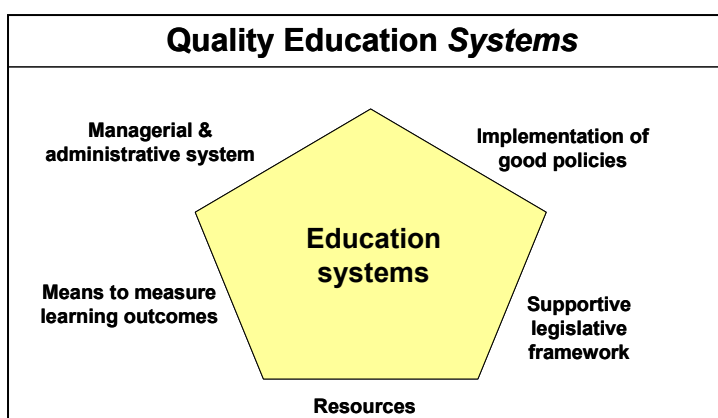 Quality Education Systems
Managerial &
administrative system
Implementation of
good policies
Education
systems
Means to measure
learning outcomes
Supportive
legislative
framework
Resources